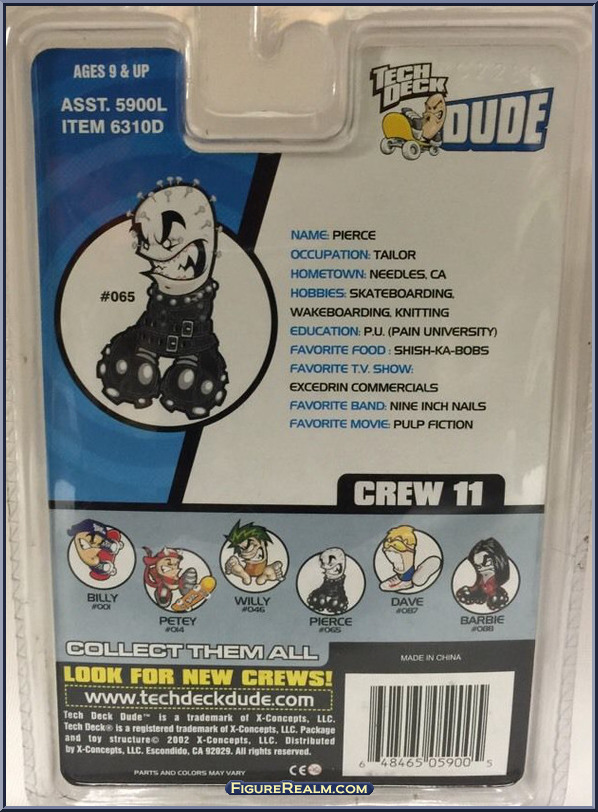 AGES 9 & UP
ASST. 5900L
ITEM 6310D
TECH
DECK
DUDE
#065
NAME: PIERCE
OCCUPATION: TAILOR
HOMETOWN: NEEDLES, CA
HOBBIES: SKATEBOARDING,
WAKEBOARDING, KNITTING
EDUCATION: P.U. (PAIN UNIVERSITY)
FAVORITE FOOD : SHISH-KA-BOBS
FAVORITE T.V. SHOW:
EXCEDRIN COMMERCIALS
FAVORITE BAND: NINE INCH NAILS
FAVORITE MOVIE: PULP FICTION
CREW 11
BILLY
#001
PETEY
#014
WILLY
#046
PIERCE
#065
DAVE
#087
BARBIE
#088
COLLECT THEM ALL
LOOK FOR NEW CREWS!
www.techdeckdude.com
Tech Deck Dude™ is a trademark of X-Concepts, LLC.
Tech Deck® is a registered trademark of X-Concepts, LLC. Package
and toy structure© 2002 X-Concepts, LLC. Distributed
by X-Concepts, LLC. Escondido, CA 92029. All rights reserved.
PARTS AND COLORS MAY VARY
CE
MADE IN CHINA
6 48465 05900 5
FIGUREREALM.COM